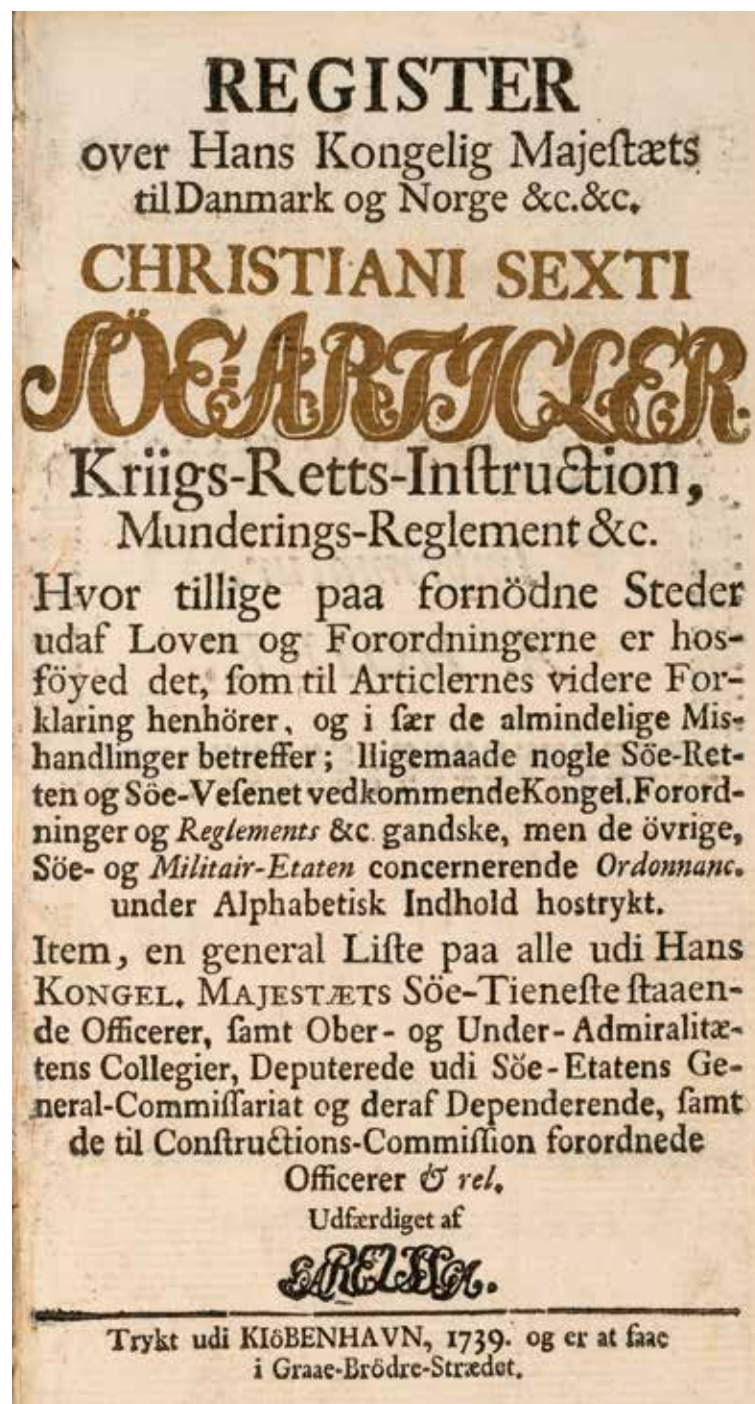 REGISTER
over Hans Kongelig Majeſtæts
til Danmark og Norge &c.&c.
CHRISTIANI SEXTI
SÖE-ARTICLER.
Kriigs-Retts-Inſtruction,
Munderings-Reglement &c.
Hvor tillige paa fornödne Steder
udaf Loven og Forordningerne er hos-
föyed det, ſom til Articlernes videre For-
klaring henhörer, og i ſær de almindelige Mis-
handlinger betreffer; lligemaade nogle Söe-Ret-
ten og Söe-Veſenet vedkommende Kongel. Forord-
ninger og Reglements &c. gandske, men de övrige,
Söe- og Militair-Etaten concernerende Ordonnanc.
under Alphabetisk Indhold hostrykt.
Item, en general Liſte paa alle udi Hans
KONGEL. MAJESTÆTS Söe-Tieneſte ſtaaen-
de Officerer, ſamt Ober- og Under-Admiralitæ-
tens Collegier, Deputerede udi Söe-Etatens Ge-
neral-Commiſſariat og deraf Dependerende, ſamt
de til Conſtructions-Commiſſion forordnede
Officerer & rel.
Udfærdiget af
Trykt udi KIöBENHAVN, 1739. og er at faae
i Graae-Brödre-Strædet.